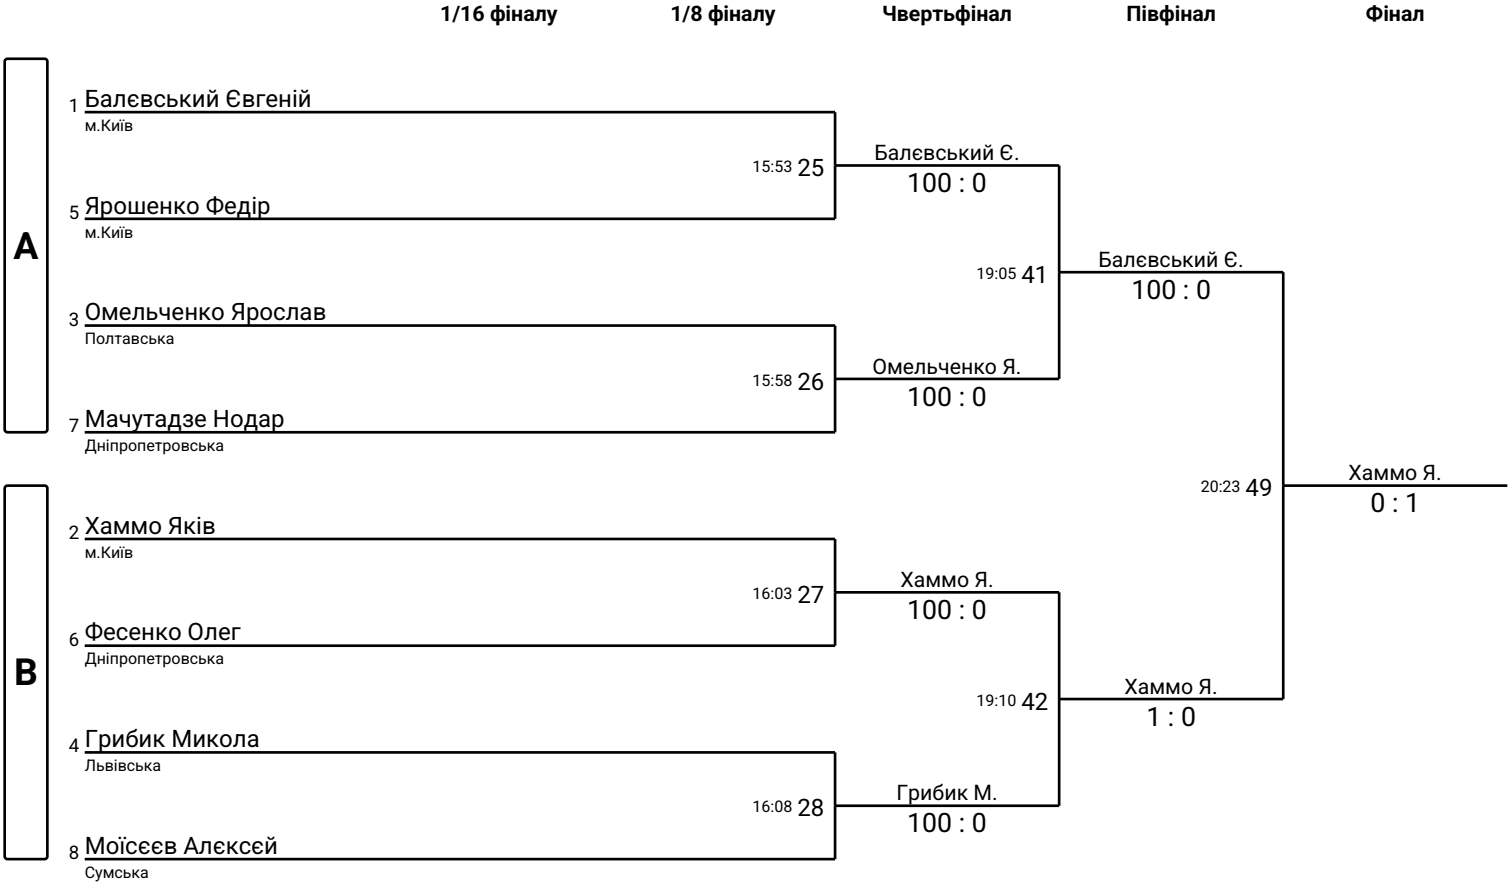 1/16 фіналу 1/8 фіналу Чвертьфінал Півфінал Фінал
A
1 Балєвський Євгеній
м.Київ
15:53 25
Балєвський Є.
100 : 0
5 Ярошенко Федір
м.Київ
19:05 41
Балєвський Є.
100 : 0
3 Омельченко Ярослав
Полтавська
15:58 26
Омельченко Я.
100 : 0
7 Мачутадзе Нодар
Дніпропетровська
20:23 49
Хаммо Я.
0 : 1
B
2 Хаммо Яків
м.Київ
16:03 27
Хаммо Я.
100 : 0
6 Фесенко Олег
Дніпропетровська
19:10 42
Хаммо Я.
1 : 0
4 Грибик Микола
Львівська
16:08 28
Грибик М.
100 : 0
8 Моїсєєв Алєксєй
Сумська